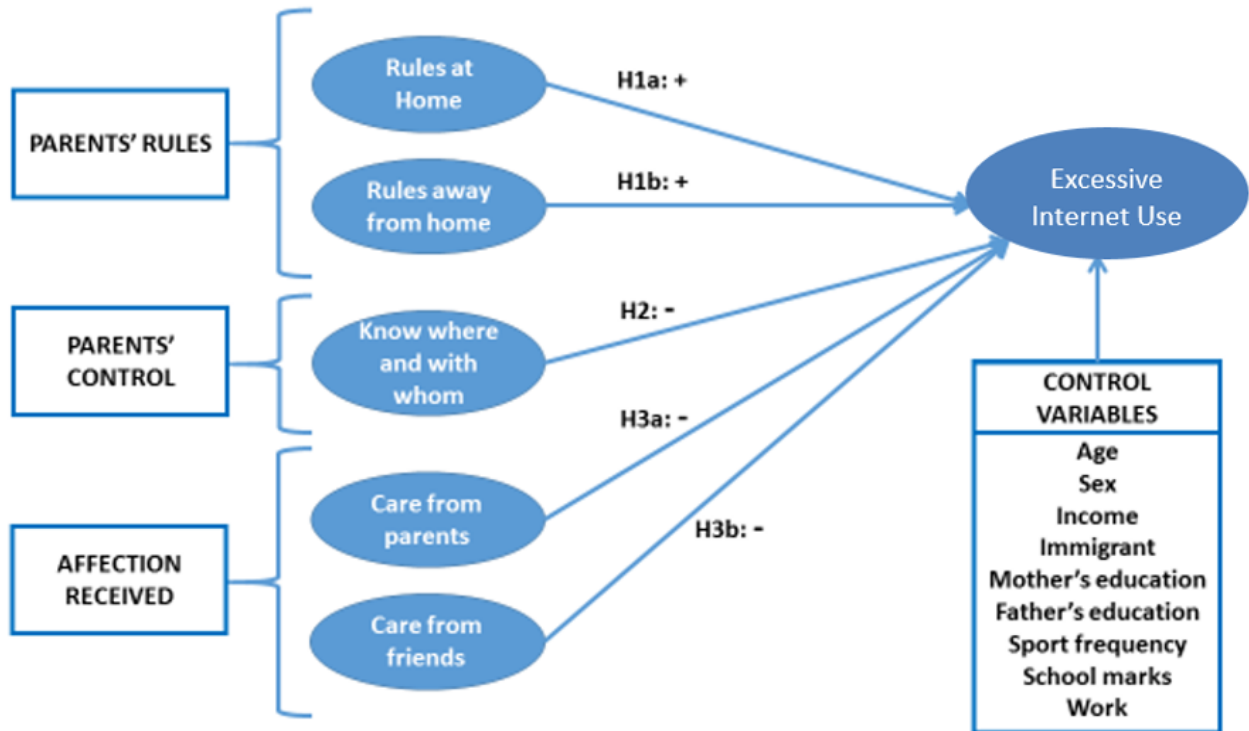 PARENTS' RULES
Rules at
Home
H1a: +
Rules away
from home
H1b: +
Excessive
Internet Use
PARENTS'
CONTROL
Know where
and with
whom
H2: -
AFFECTION
RECEIVED
Care from
parents
H3a: -
Care from
friends
H3b: -
CONTROL
VARIABLES
Age
Sex
Income
Immigrant
Mother's education
Father's education
Sport frequency
School marks
Work